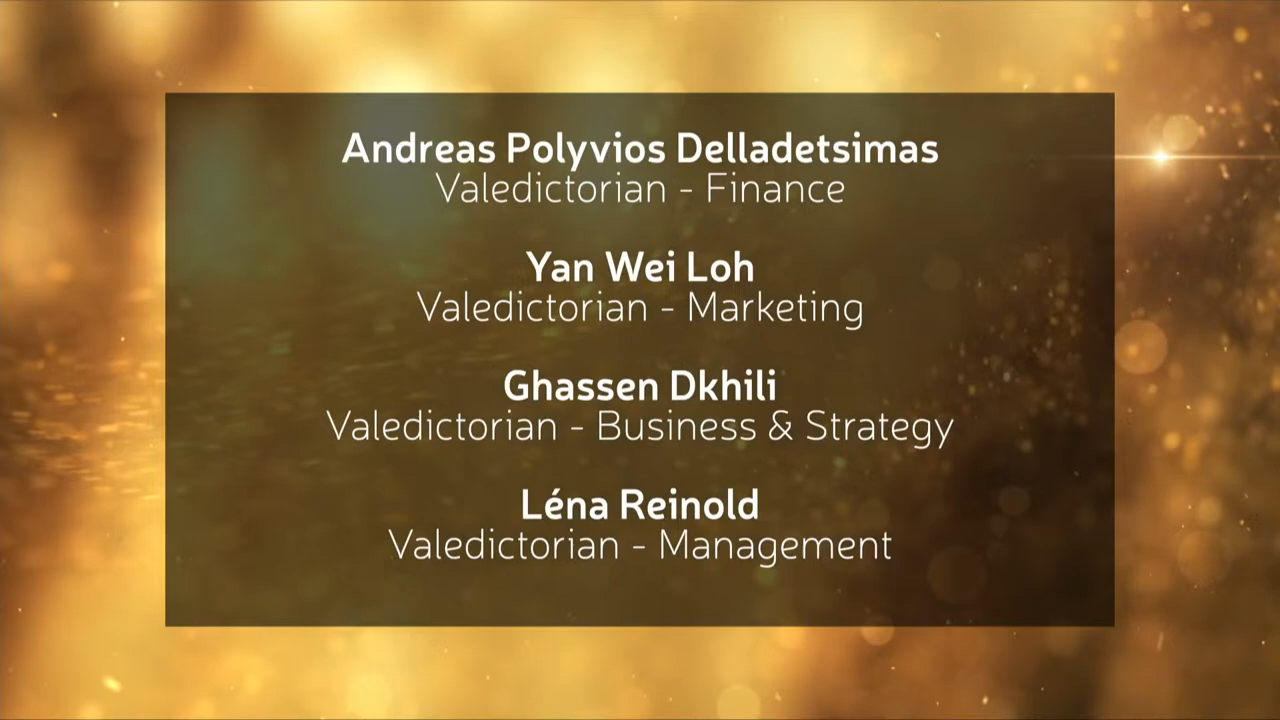 Andreas Polyvios Delladetsimas
Valedictorian - Finance
Yan Wei Loh
Valedictorian - Marketing
Ghassen Dkhili
Valedictorian - Business & Strategy
Léna Reinold
Valedictorian - Management